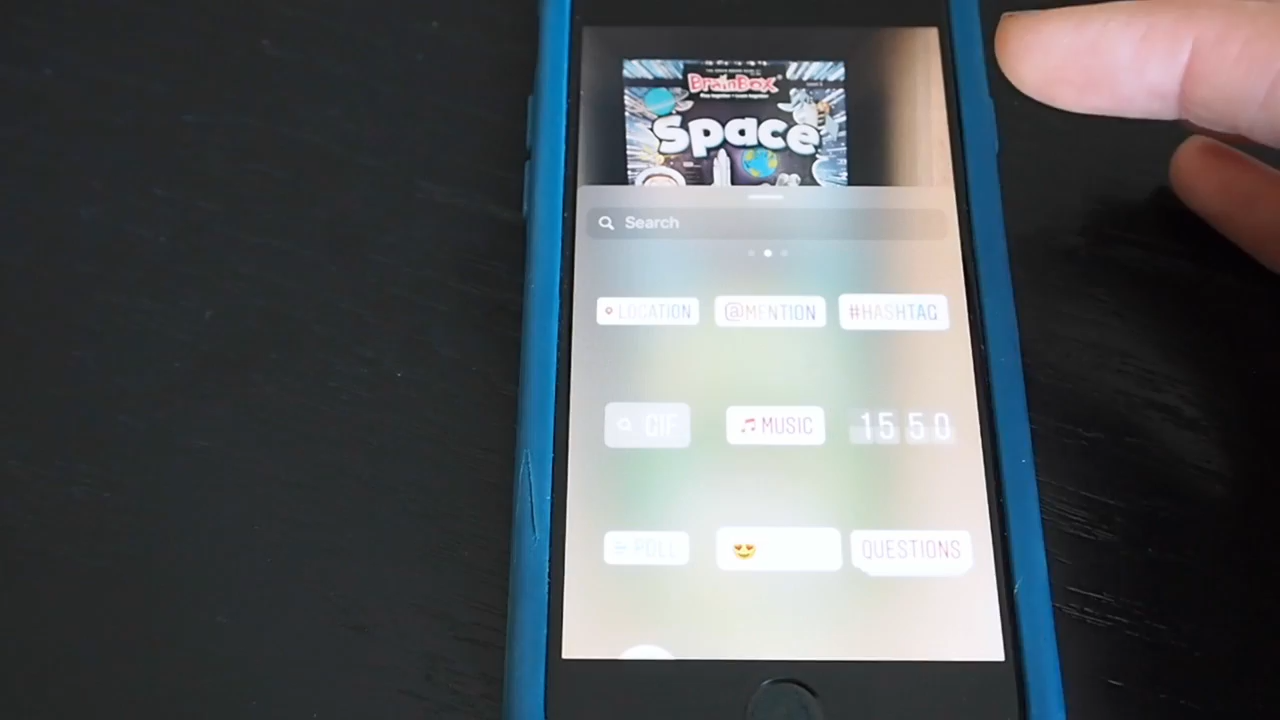 BrainBox
Space
Search
LOCATION
@MENTION
#HASHTAG
GIF
MUSIC
15 50
POLL
QUESTIONS